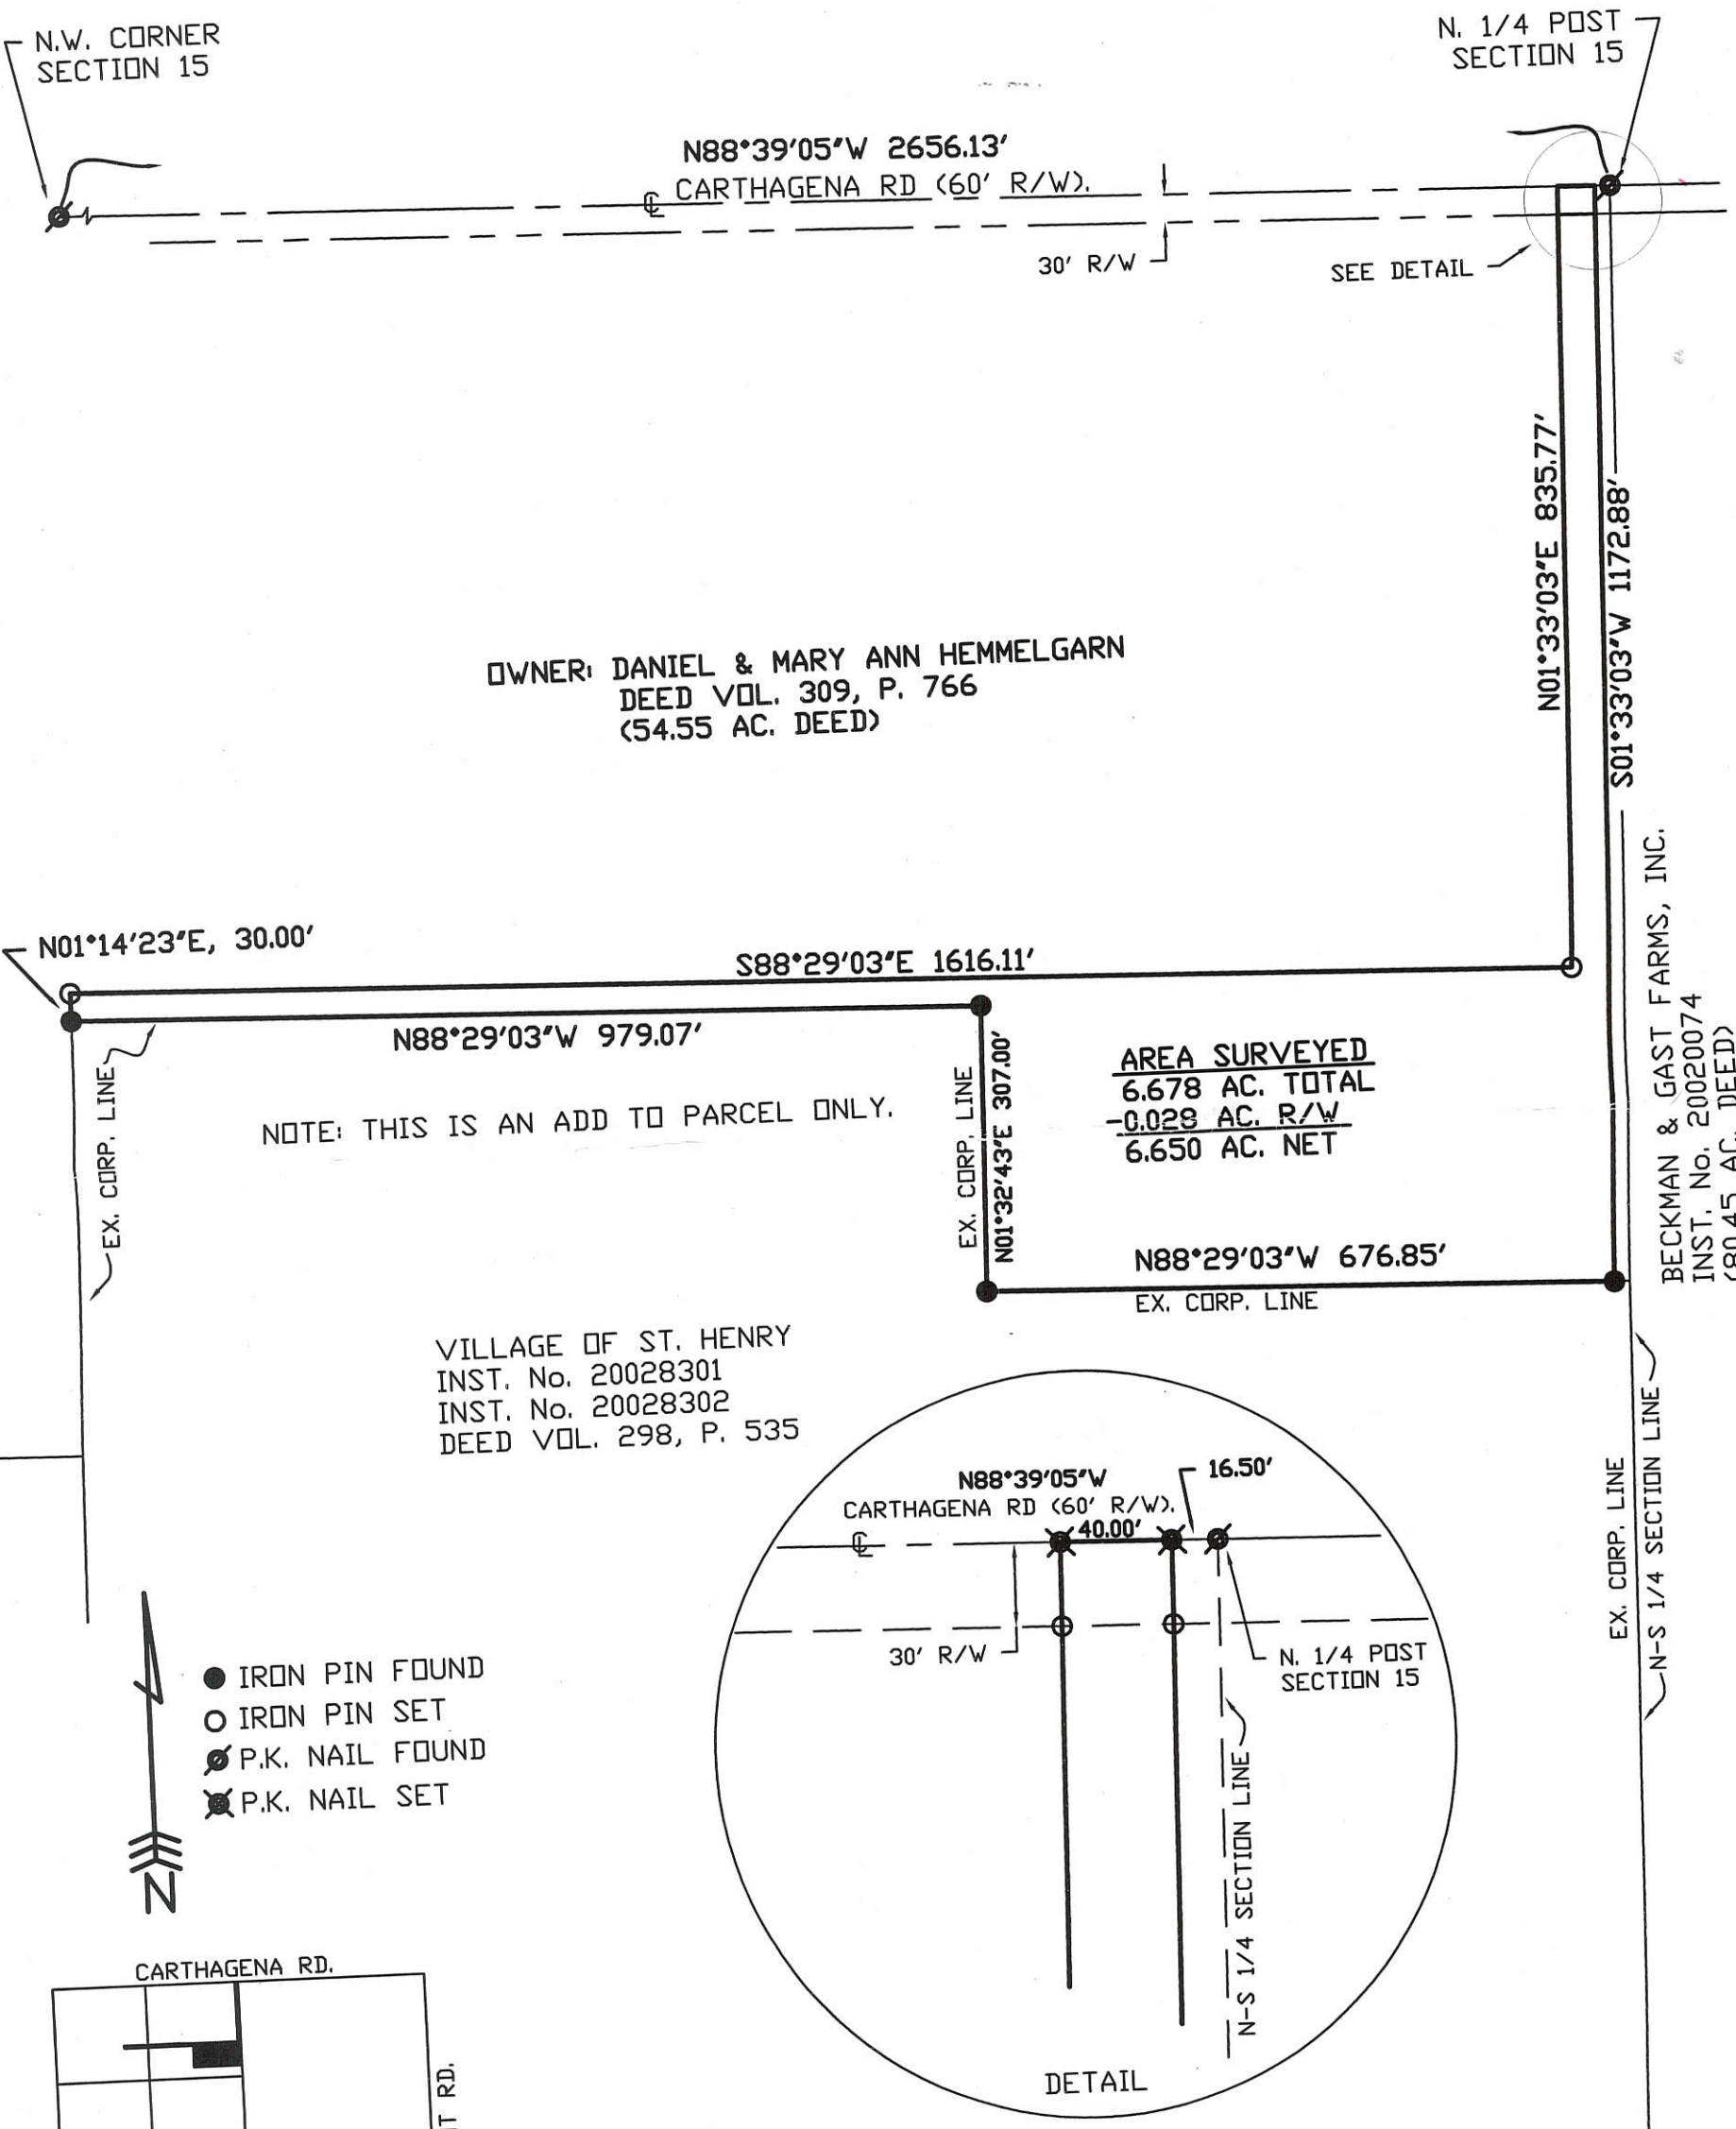 N.W. CORNER
SECTION 15
N. 1/4 POST
SECTION 15
N88°39'05"W 2656.13'
℄ CARTHAGENA RD (60' R/W).
30' R/W
SEE DETAIL
N01°33'03"E 835.77'
S01°33'03"W 1172.88'
OWNER: DANIEL & MARY ANN HEMMELGARN
DEED VOL. 309, P. 766
(54.55 AC. DEED)
N01°14'23"E, 30.00'
S88°29'03"E 1616.11'
N88°29'03"W 979.07'
EX. CORP. LINE
NOTE: THIS IS AN ADD TO PARCEL ONLY.
EX. CORP. LINE
N01°32'43"E 307.00'
AREA SURVEYED
6.678 AC. TOTAL
-0.028 AC. R/W
6.650 AC. NET
N88°29'03"W 676.85'
EX. CORP. LINE
BECKMAN & GAST FARMS, INC.
INST. No. 20020074
(80.45 AC. DEED)
VILLAGE OF ST. HENRY
INST. No. 20028301
INST. No. 20028302
DEED VOL. 298, P. 535
EX. CORP. LINE
N-S 1/4 SECTION LINE
N88°39'05"W
16.50'
CARTHAGENA RD (60' R/W).
40.00'
℄
30' R/W
N. 1/4 POST
SECTION 15
N-S 1/4 SECTION LINE
DETAIL
IRON PIN FOUND
IRON PIN SET
P.K. NAIL FOUND
P.K. NAIL SET
N
CARTHAGENA RD.
T RD.